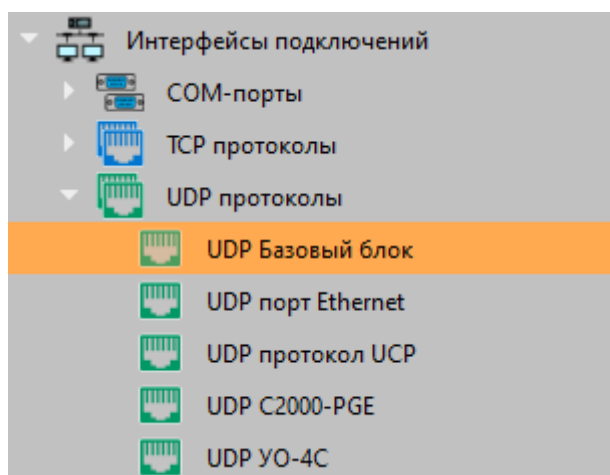 Интерфейсы подключений
COM-порты
TCP протоколы
UDP протоколы
UDP Базовый блок
UDP порт Ethernet
UDP протокол UCP
UDP C2000-PGE
UDP УО-4С